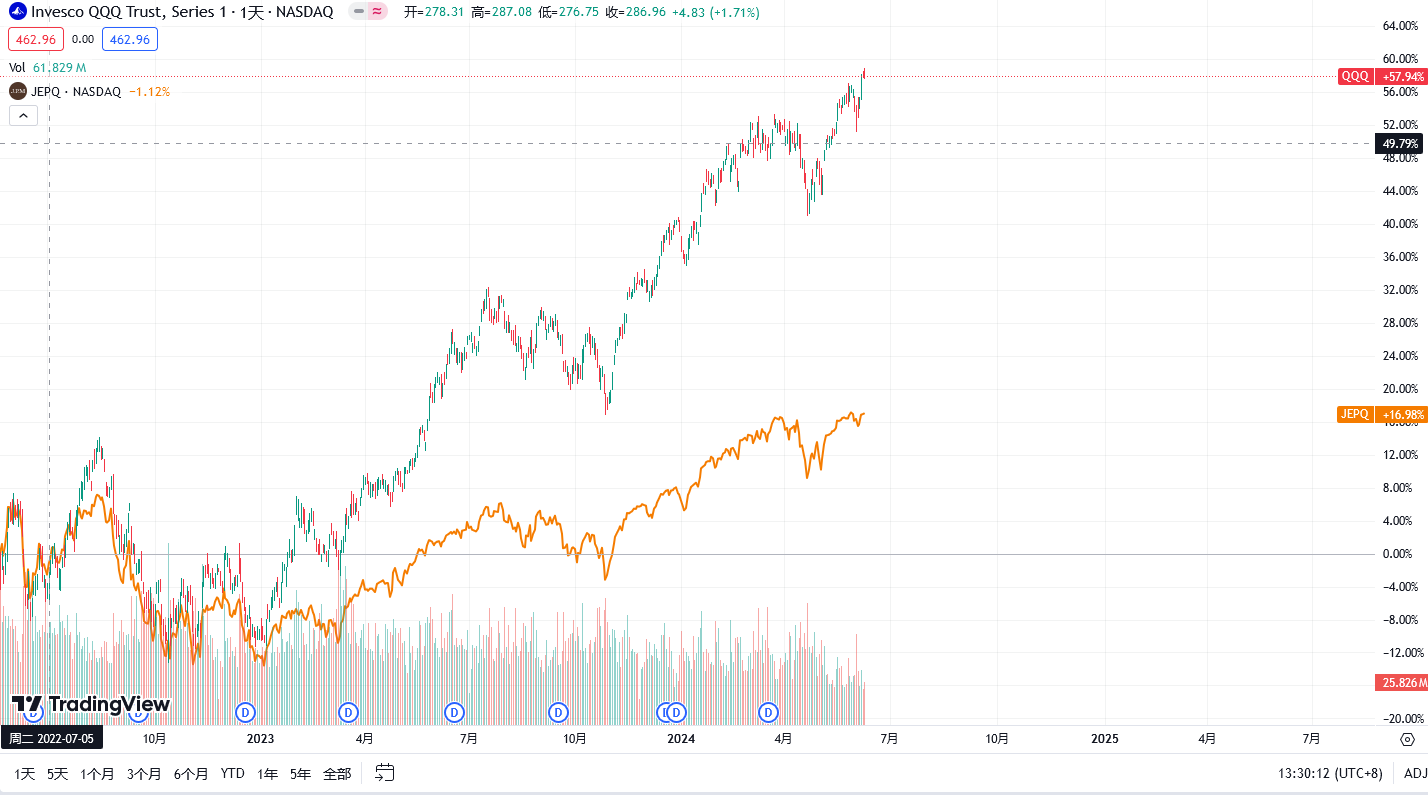 Invesco QQQ Trust, Series 1 · 1天 · NASDAQ 开=278.31 高=287.08 低=276.75 收=286.96 +4.83 (+1.71%)
462.96 0.00 462.96
Vol 61.829 M
JPM JEPQ · NASDAQ −1.12%
64.00%
60.00%
QQQ +57.94%
56.00%
52.00%
49.79%
48.00%
44.00%
40.00%
36.00%
32.00%
28.00%
24.00%
20.00%
JEPQ +16.98%
16.00%
12.00%
8.00%
4.00%
0.00%
−4.00%
−8.00%
−12.00%
25.826M
−20.00%
TradingView
D D D D D D D D D
周二 2022-07-05 10月 2023 4月 7月 10月 2024 4月 7月 10月 2025 4月 7月
1天 5天 1个月 3个月 6个月 YTD 1年 5年 全部 13:30:12 (UTC+8) ADJ